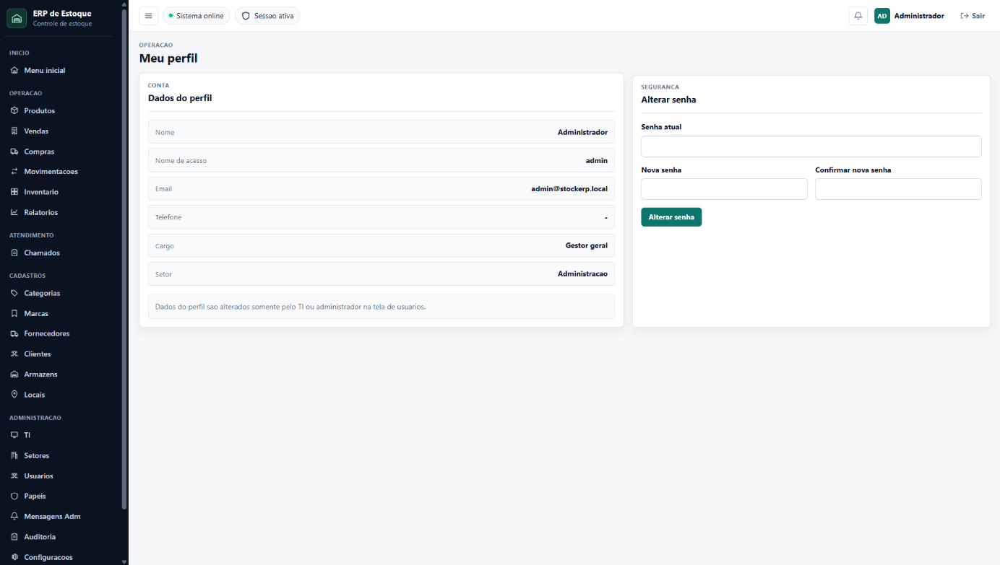 ERP de Estoque
Controle de estoque
INICIO
Menu inicial
OPERACAO
Produtos
Vendas
Compras
Movimentacoes
Inventario
Relatorios
ATENDIMENTO
Chamados
CADASTROS
Categorias
Marcas
Fornecedores
Clientes
Armazens
Locais
ADMINISTRACAO
TI
Setores
Usuarios
Papeis
Mensagens Adm
Auditoria
Configuracoes
Sistema online
Sessao ativa
AD Administrador
Sair
OPERACAO
Meu perfil
CONTA
Dados do perfil
Nome Administrador
Nome de acesso admin
Email admin@stockerp.local
Telefone -
Cargo Gestor geral
Setor Administracao
Dados do perfil sao alterados somente pelo TI ou administrador na tela de usuarios.
SEGURANCA
Alterar senha
Senha atual
Nova senha Confirmar nova senha
Alterar senha